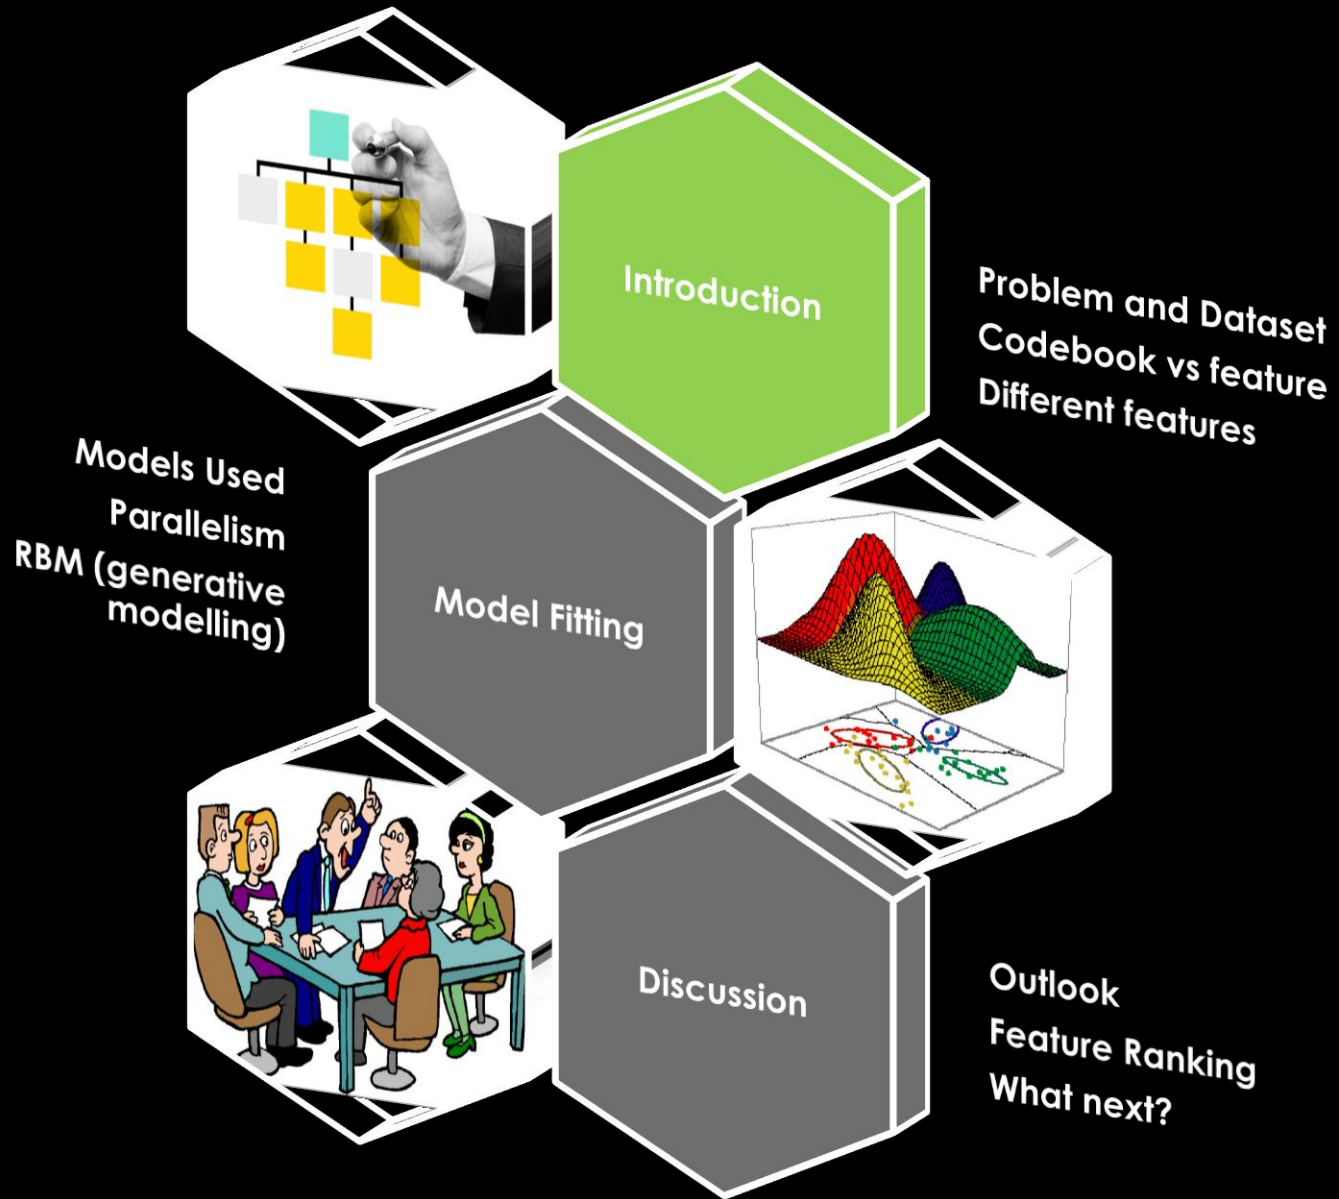 Introduction
Problem and Dataset
Codebook vs feature
Different features
Models Used
Parallelism
RBM (generative
modelling)
Model Fitting
Discussion
Outlook
Feature Ranking
What next?